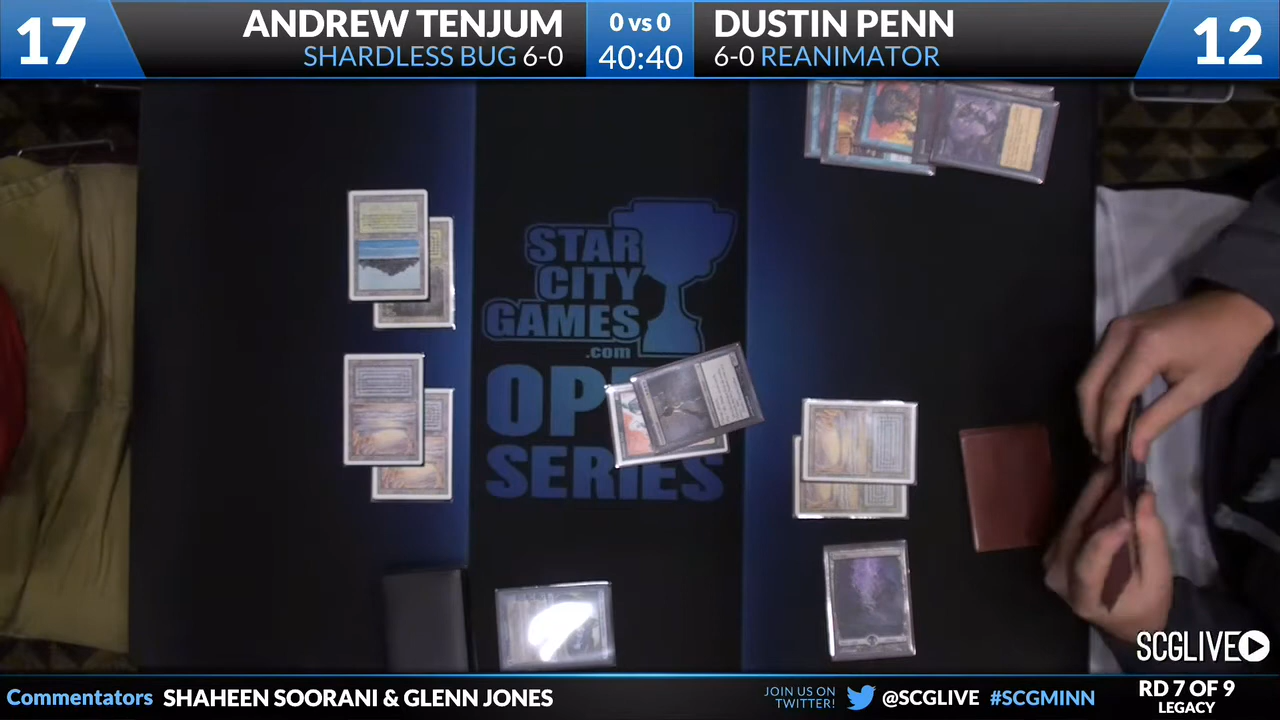 17
ANDREW TENJUM
SHARDLESS BUG 6-0
0 vs 0
40:40
DUSTIN PENN
6-0 REANIMATOR
12
STAR
CITY
GAMES
.com
SERIES
SCGLIVE
Commentators SHAHEEN SOORANI & GLENN JONES
JOIN US ON
TWITTER!
@SCGLIVE #SCGMINN
RD 7 OF 9
LEGACY